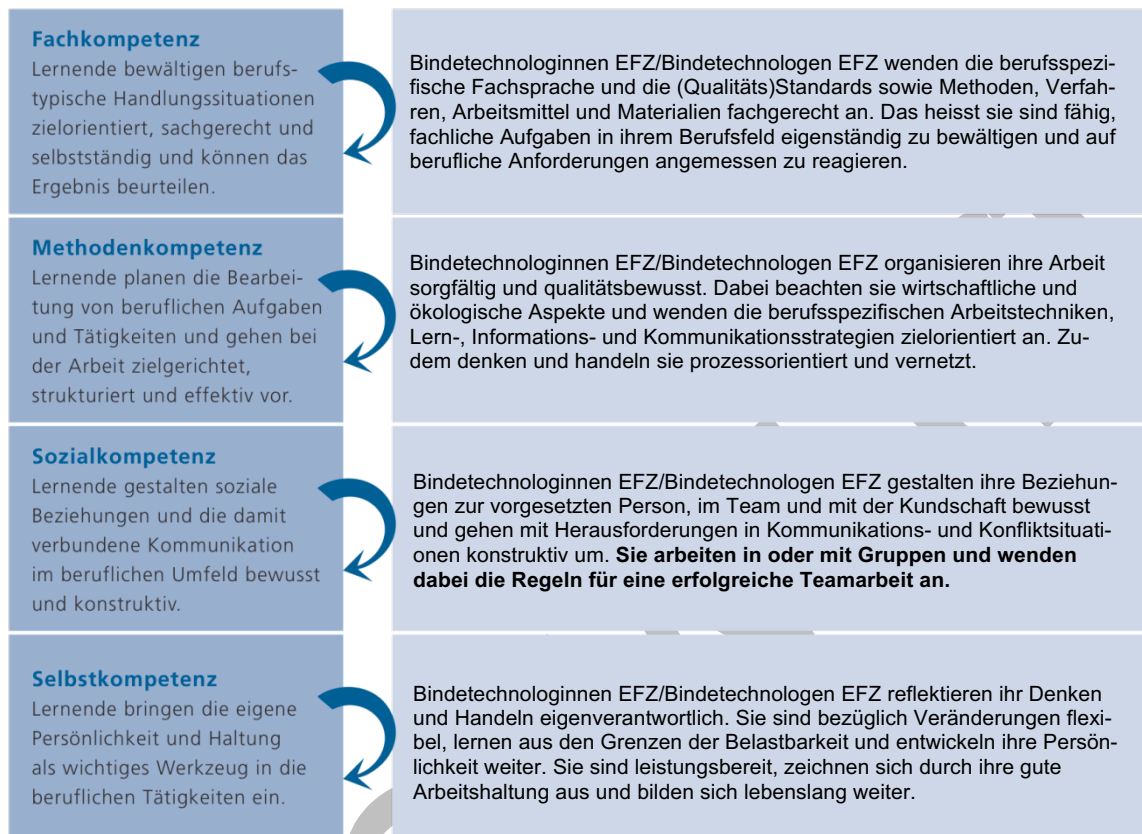 Fachkompetenz
Lernende bewältigen berufs-
typische Handlungssituationen
zielorientiert, sachgerecht und
selbstständig und können das
Ergebnis beurteilen.
Bindetechnologinnen EFZ/Bindetechnologen EFZ wenden die berufsspezi-
fische Fachsprache und die (Qualitäts)Standards sowie Methoden, Verfah-
ren, Arbeitsmittel und Materialien fachgerecht an. Das heisst sie sind fähig,
fachliche Aufgaben in ihrem Berufsfeld eigenständig zu bewältigen und auf
berufliche Anforderungen angemessen zu reagieren.
Methodenkompetenz
Lernende planen die Bearbei-
tung von beruflichen Aufgaben
und Tätigkeiten und gehen bei
der Arbeit zielgerichtet,
strukturiert und effektiv vor.
Bindetechnologinnen EFZ/Bindetechnologen EFZ organisieren ihre Arbeit
sorgfältig und qualitätsbewusst. Dabei beachten sie wirtschaftliche und
ökologische Aspekte und wenden die berufsspezifischen Arbeitstechniken,
Lern-, Informations- und Kommunikationsstrategien zielorientiert an. Zu-
dem denken und handeln sie prozessorientiert und vernetzt.
Sozialkompetenz
Lernende gestalten soziale
Beziehungen und die damit
verbundene Kommunikation
im beruflichen Umfeld bewusst
und konstruktiv.
Bindetechnologinnen EFZ/Bindetechnologen EFZ gestalten ihre Beziehun-
gen zur vorgesetzten Person, im Team und mit der Kundschaft bewusst
und gehen mit Herausforderungen in Kommunikations- und Konfliktsituati-
onen konstruktiv um. Sie arbeiten in oder mit Gruppen und wenden
dabei die Regeln für eine erfolgreiche Teamarbeit an.
Selbstkompetenz
Lernende bringen die eigene
Persönlichkeit und Haltung
als wichtiges Werkzeug in die
beruflichen Tätigkeiten ein.
Bindetechnologinnen EFZ/Bindetechnologen EFZ reflektieren ihr Denken
und Handeln eigenverantwortlich. Sie sind bezüglich Veränderungen flexi-
bel, lernen aus den Grenzen der Belastbarkeit und entwickeln ihre Persön-
lichkeit weiter. Sie sind leistungsbereit, zeichnen sich durch ihre gute
Arbeitshaltung aus und bilden sich lebenslang weiter.